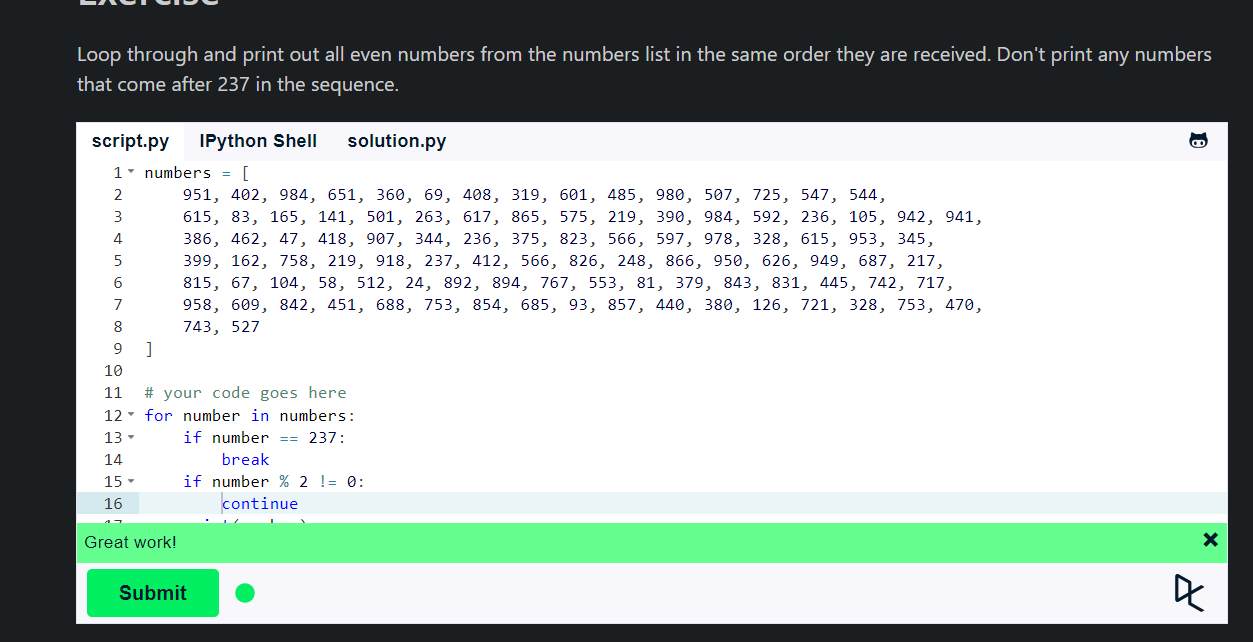 Exercise
Loop through and print out all even numbers from the numbers list in the same order they are received. Don't print any numbers
that come after 237 in the sequence.
script.py IPython Shell solution.py
1 numbers = [
2 951, 402, 984, 651, 360, 69, 408, 319, 601, 485, 980, 507, 725, 547, 544,
3 615, 83, 165, 141, 501, 263, 617, 865, 575, 219, 390, 984, 592, 236, 105, 942, 941,
4 386, 462, 47, 418, 907, 344, 236, 375, 823, 566, 597, 978, 328, 615, 953, 345,
5 399, 162, 758, 219, 918, 237, 412, 566, 826, 248, 866, 950, 626, 949, 687, 217,
6 815, 67, 104, 58, 512, 24, 892, 894, 767, 553, 81, 379, 843, 831, 445, 742, 717,
7 958, 609, 842, 451, 688, 753, 854, 685, 93, 857, 440, 380, 126, 721, 328, 753, 470,
8 743, 527
9 ]
10
11 # your code goes here
12 for number in numbers:
13 if number == 237:
14 break
15 if number % 2 != 0:
16 continue
Great work!
Submit